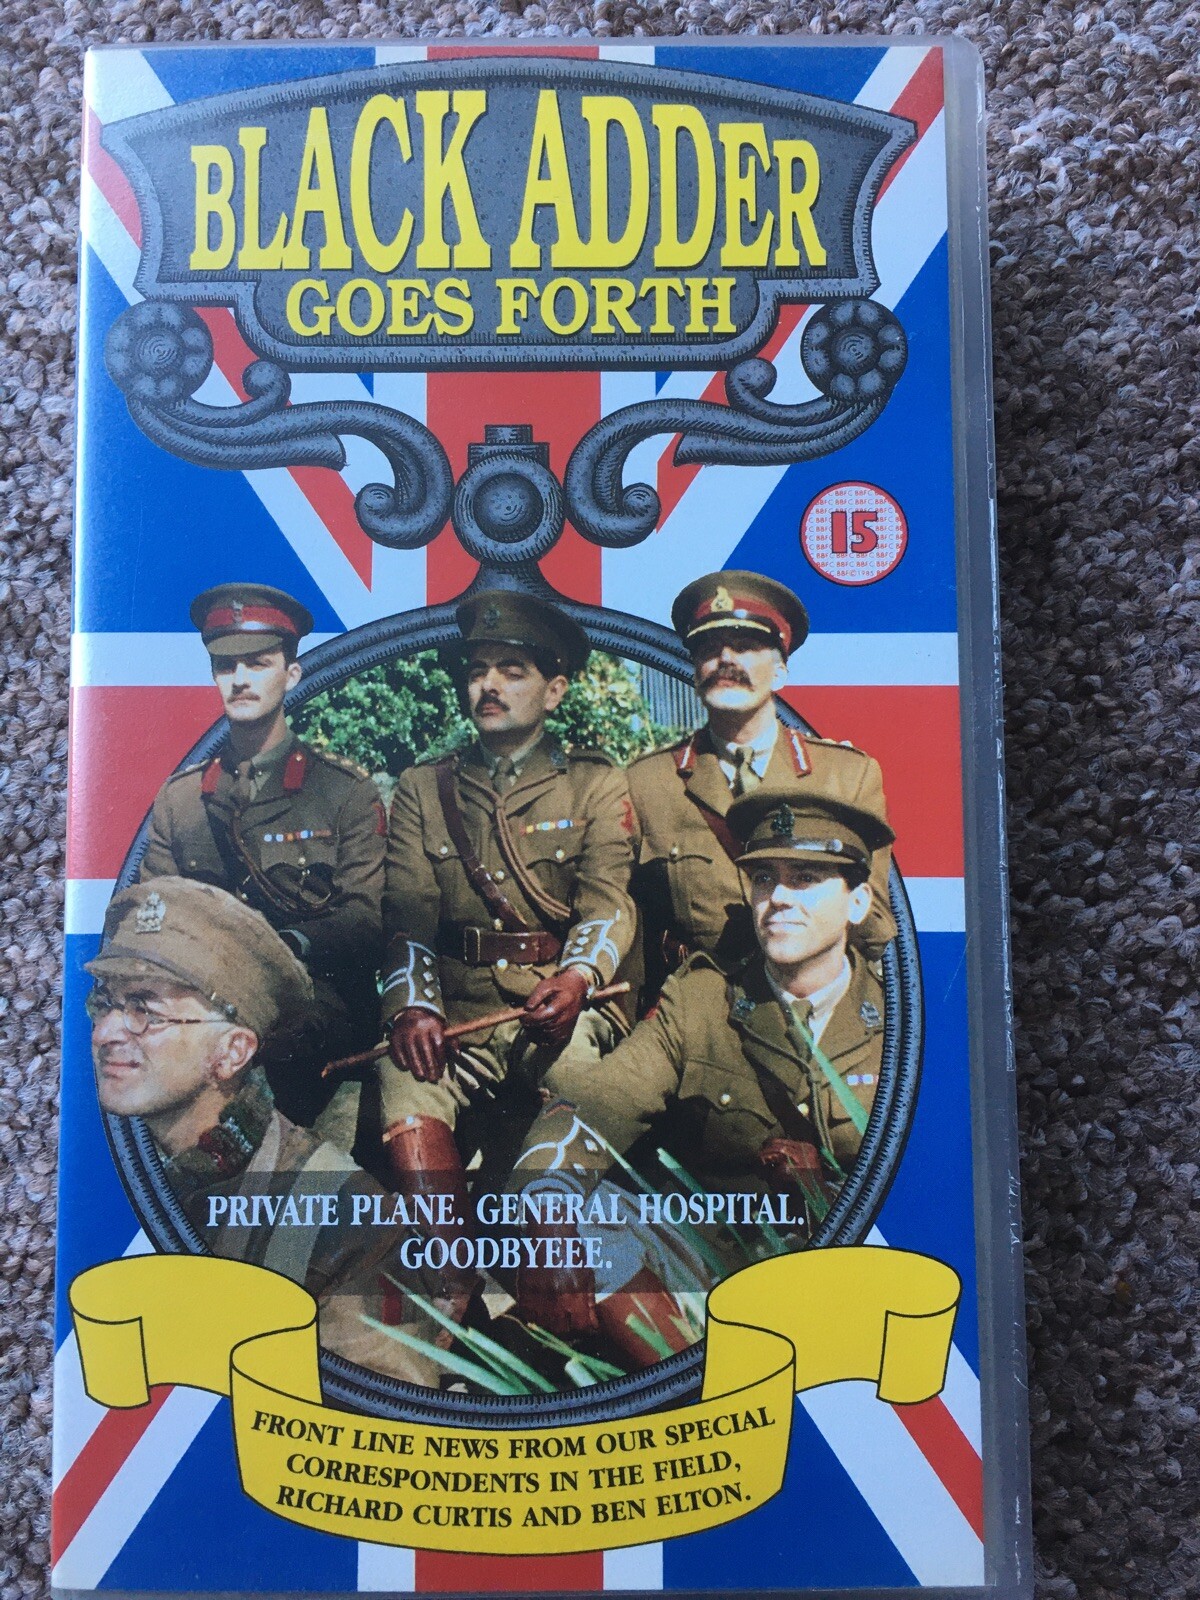 BLACK ADDER
GOES FORTH
15
PRIVATE PLANE. GENERAL HOSPITAL.
GOODBYEEE.
FRONT LINE NEWS FROM OUR SPECIAL
CORRESPONDENTS IN THE FIELD,
RICHARD CURTIS AND BEN ELTON.